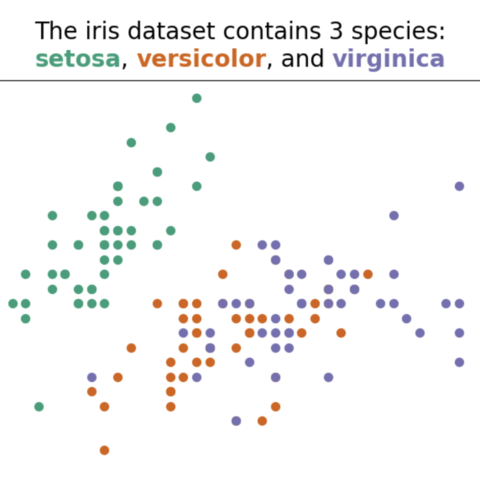 The iris dataset contains 3 species:
setosa, versicolor, and virginica